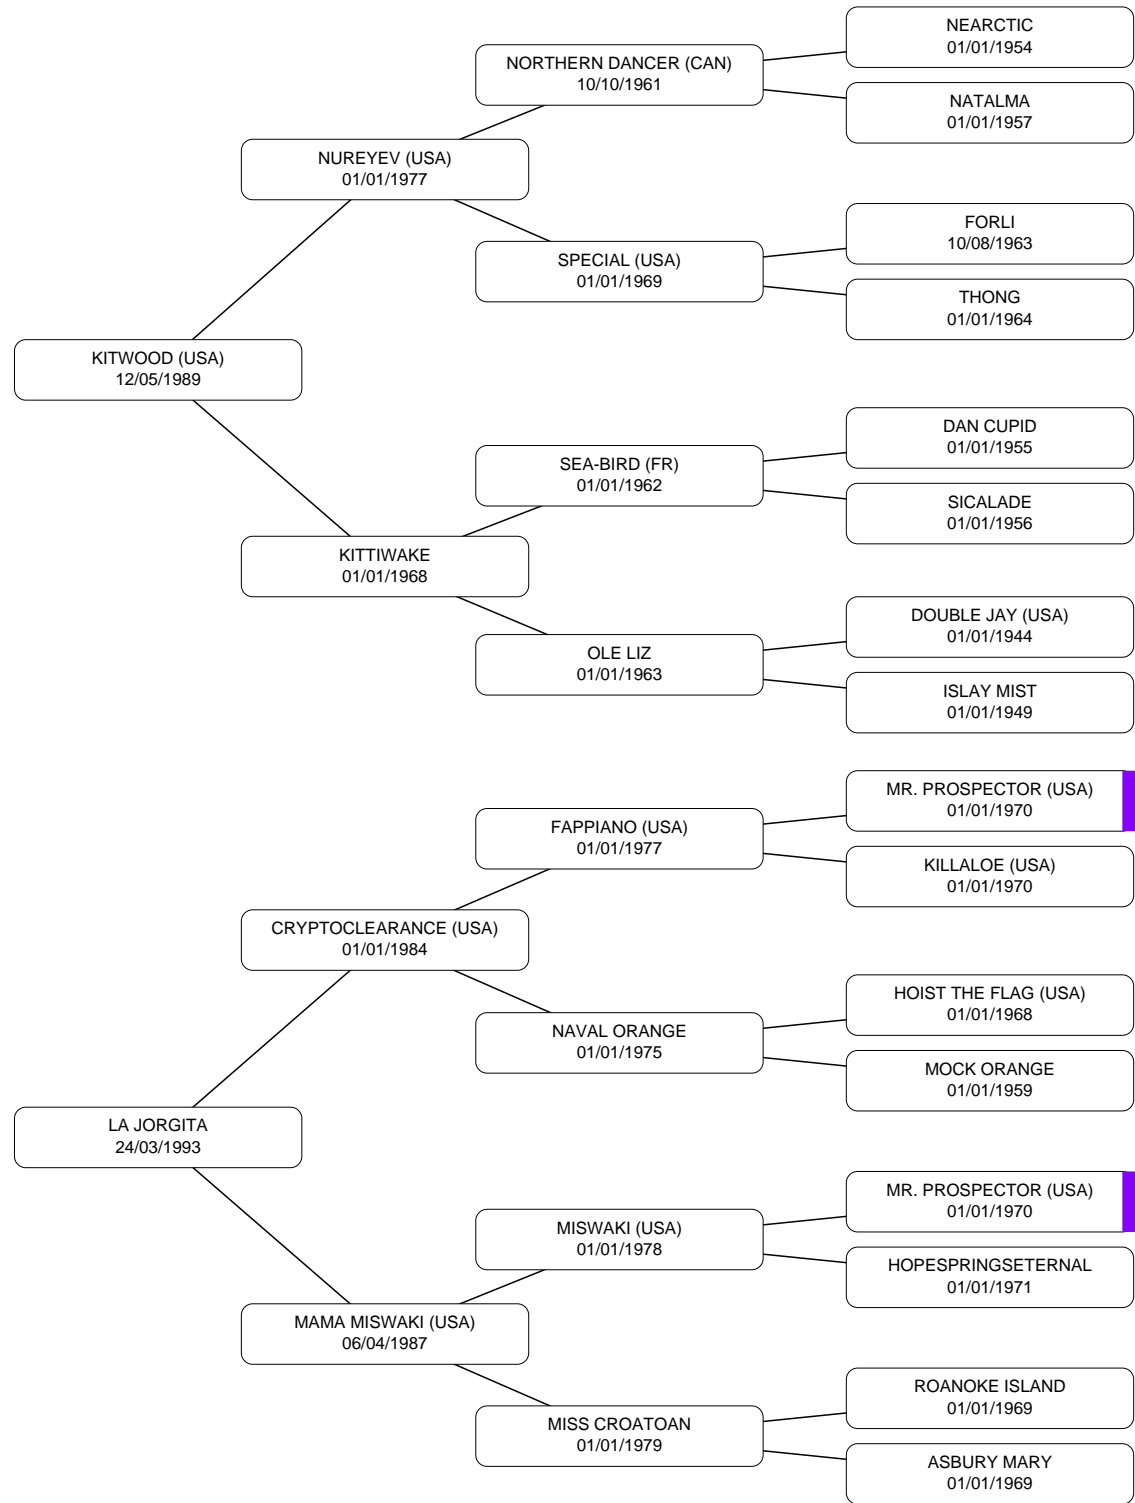 NEARCTIC
01/01/1954
NORTHERN DANCER (CAN)
10/10/1961
NATALMA
01/01/1957
NUREYEV (USA)
01/01/1977
FORLI
10/08/1963
SPECIAL (USA)
01/01/1969
THONG
01/01/1964
KITWOOD (USA)
12/05/1989
DAN CUPID
01/01/1955
SEA-BIRD (FR)
01/01/1962
SICALADE
01/01/1956
KITTIWAKE
01/01/1968
DOUBLE JAY (USA)
01/01/1944
OLE LIZ
01/01/1963
ISLAY MIST
01/01/1949
MR. PROSPECTOR (USA)
01/01/1970
FAPPIANO (USA)
01/01/1977
KILLALOE (USA)
01/01/1970
CRYPTOCLEARANCE (USA)
01/01/1984
HOIST THE FLAG (USA)
01/01/1968
NAVAL ORANGE
01/01/1975
MOCK ORANGE
01/01/1959
LA JORGITA
24/03/1993
MR. PROSPECTOR (USA)
01/01/1970
MISWAKI (USA)
01/01/1978
HOPESPRINGSETERNAL
01/01/1971
MAMA MISWAKI (USA)
06/04/1987
ROANOKE ISLAND
01/01/1969
MISS CROATOAN
01/01/1979
ASBURY MARY
01/01/1969